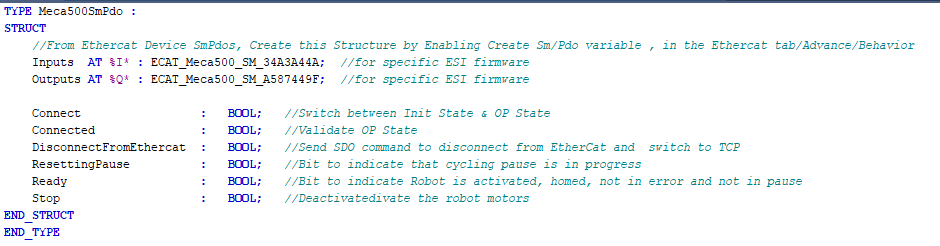 TYPE Meca500SmPdo :
STRUCT
//From Ethercat Device SmPdos, Create this Structure by Enabling Create Sm/Pdo variable , in the Ethercat tab/Advance/Behavior
Inputs  AT %I* : ECAT_Meca500_SM_34A3A44A;  //for specific ESI firmware
Outputs AT %Q* : ECAT_Meca500_SM_A587449F;  //for specific ESI firmware
Connect                :   BOOL;   //Switch between Init State & OP State
Connected              :   BOOL;   //Validate OP State
DisconnectFromEthercat :   BOOL;   //Send SDO command to disconnect from EtherCat and  switch to TCP
ResettingPause         :   BOOL;   //Bit to indicate that cycling pause is in progress
Ready                  :   BOOL;   //Bit to indicate Robot is activated, homed, not in error and not in pause
Stop                   :   BOOL;   //Deactivatedivate the robot motors
END_STRUCT
END_TYPE